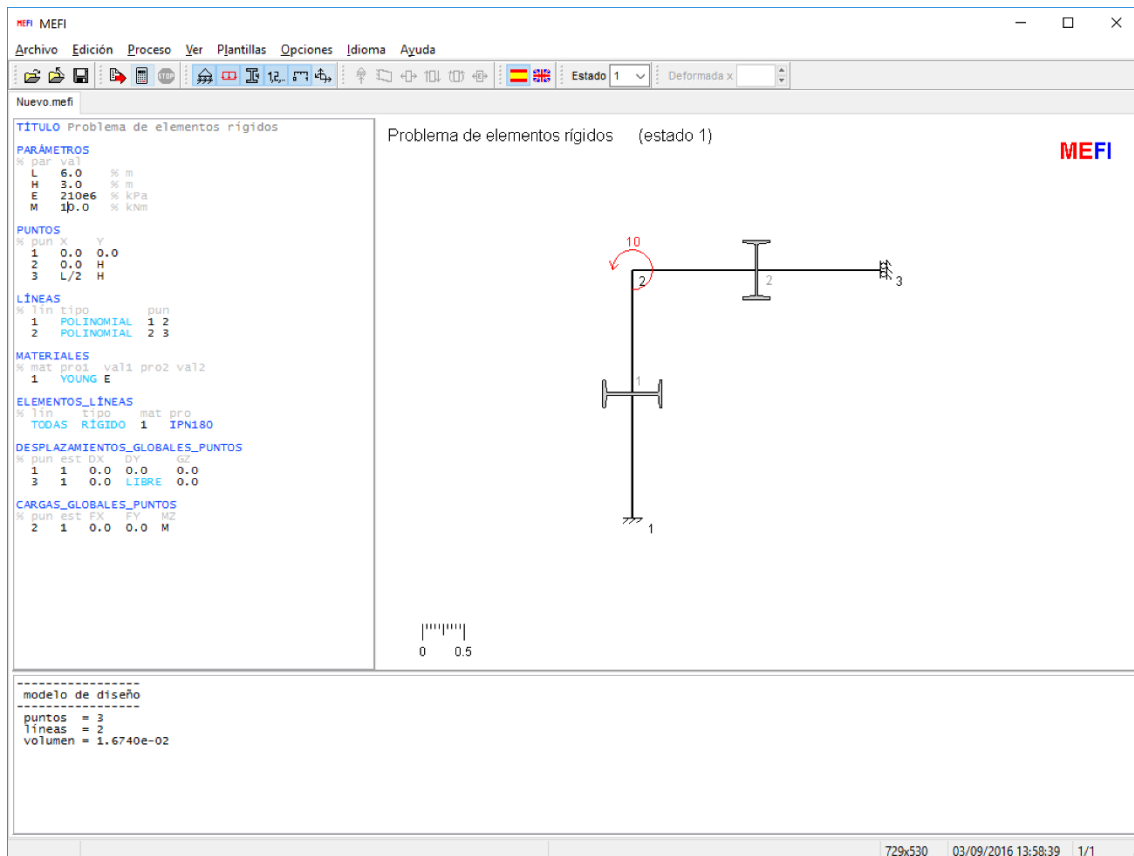 MEFI MEFI
Archivo Edición Proceso Ver Plantillas Opciones Idioma Ayuda
STOP 1,2,. Estado 1 Deformada x
Nuevo.mefi
TÍTULO Problema de elementos rígidos
PARÁMETROS
% par val
L 6.0 % m
H 3.0 % m
E 210e6 % kPa
M 10.0 % kNm
PUNTOS
% pun X Y
1 0.0 0.0
2 0.0 H
3 L/2 H
LÍNEAS
% lin tipo pun
1 POLINOMIAL 1 2
2 POLINOMIAL 2 3
MATERIALES
% mat pro1 val1 pro2 val2
1 YOUNG E
ELEMENTOS_LÍNEAS
% lin tipo mat pro
TODAS RÍGIDO 1 IPN180
DESPLAZAMIENTOS_GLOBALES_PUNTOS
% pun est DX DY GZ
1 1 0.0 0.0 0.0
3 1 0.0 LIBRE 0.0
CARGAS_GLOBALES_PUNTOS
% pun est FX FY MZ
2 1 0.0 0.0 M
Problema de elementos rígidos (estado 1)
MEFI
10
2
2
3
1
1
0 0.5
-----------------
modelo de diseño
-----------------
puntos = 3
líneas = 2
volumen = 1.6740e-02
729x530 03/09/2016 13:58:39 1/1